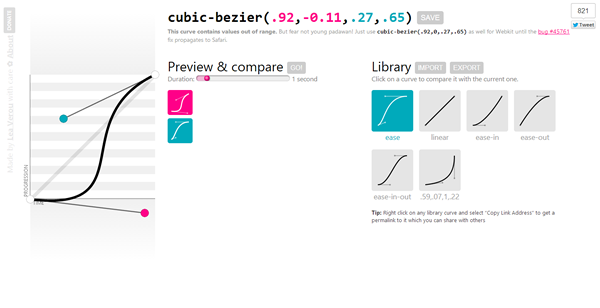 DONATE
Made by Lea Verou with care About
cubic-bezier(.92,-0.11,.27,.65) SAVE
821
Tweet
This curve contains values out of range. But fear not young padawan! Just use cubic-bezier(.92,0,.27,.65) as well for Webkit until the bug #45761
fix propagates to Safari.
Preview & compare GO!
Duration: 1 second
Library IMPORT EXPORT
Click on a curve to compare it with the current one.
ease linear ease-in ease-out
ease-in-out .59,.07,1,.22
Tip: Right click on any library curve and select "Copy Link Address" to get a
permalink to it which you can share with others
PROGRESSION
TIME